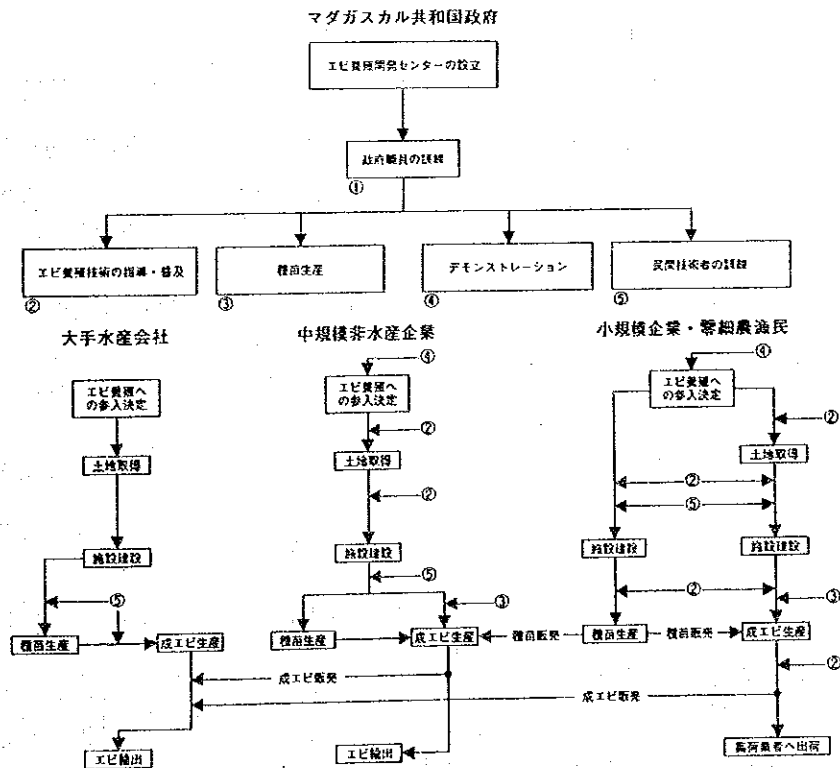 マダガスカル共和国政府
エビ養殖開発センターの設立
政府職員の訓練
①
エビ養殖技術の指導・普及
種苗生産
デモンストレーション
民間技術者の訓練
②
③
④
⑤
大手水産会社
中規模非水産企業
小規模企業・零細農漁民
④
④
エビ養殖へ
の参入決定
エビ養殖へ
の参入決定
エビ養殖へ
の参入決定
②
②
土地取得
土地取得
土地取得
②
②
⑤
施設建設
施設建設
施設建設
施設建設
⑤
②
⑤
③
③
種苗生産
成エビ生産
種苗生産
成エビ生産
種苗販売
種苗生産
種苗販売
成エビ生産
②
成エビ販売
成エビ販売
エビ輸出
エビ輸出
集荷業者へ出荷